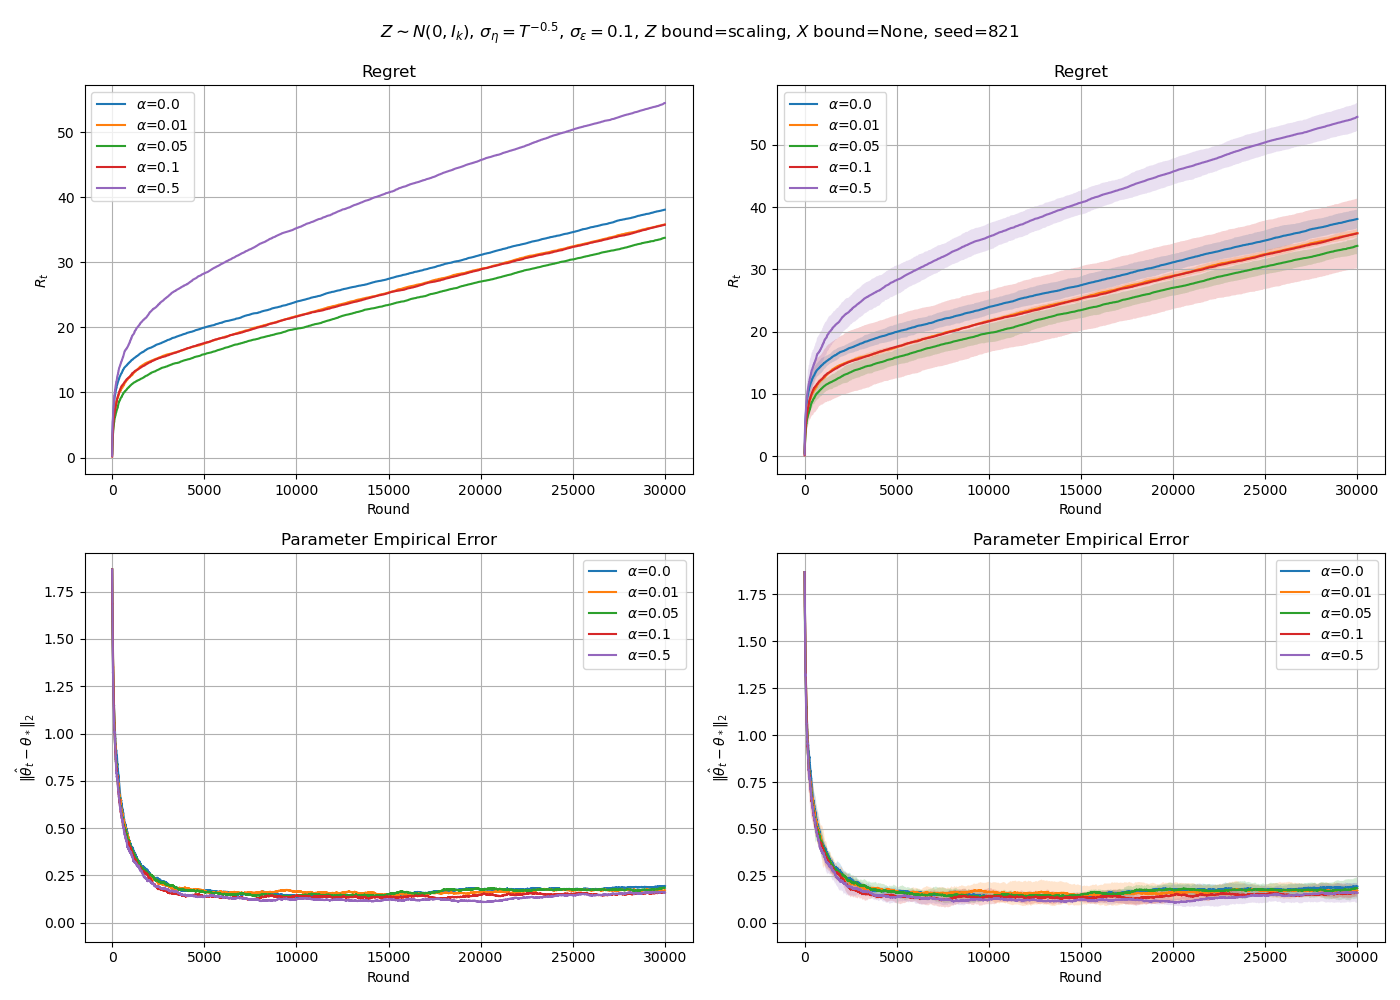 Z ∼ N(0, I_k), σ_η = T^{−0.5}, σ_ε = 0.1, Z bound=scaling, X bound=None, seed=821
Regret
α=0.0
α=0.01
α=0.05
α=0.1
α=0.5
50
40
30
20
10
0
R_t
0 5000 10000 15000 20000 25000 30000
Round
Regret
α=0.0
α=0.01
α=0.05
α=0.1
α=0.5
50
40
30
20
10
0
R_t
0 5000 10000 15000 20000 25000 30000
Round
Parameter Empirical Error
α=0.0
α=0.01
α=0.05
α=0.1
α=0.5
1.75
1.50
1.25
1.00
0.75
0.50
0.25
0.00
‖θ̂_t − θ_*‖_2
0 5000 10000 15000 20000 25000 30000
Round
Parameter Empirical Error
α=0.0
α=0.01
α=0.05
α=0.1
α=0.5
1.75
1.50
1.25
1.00
0.75
0.50
0.25
0.00
‖θ̂_t − θ_*‖_2
0 5000 10000 15000 20000 25000 30000
Round